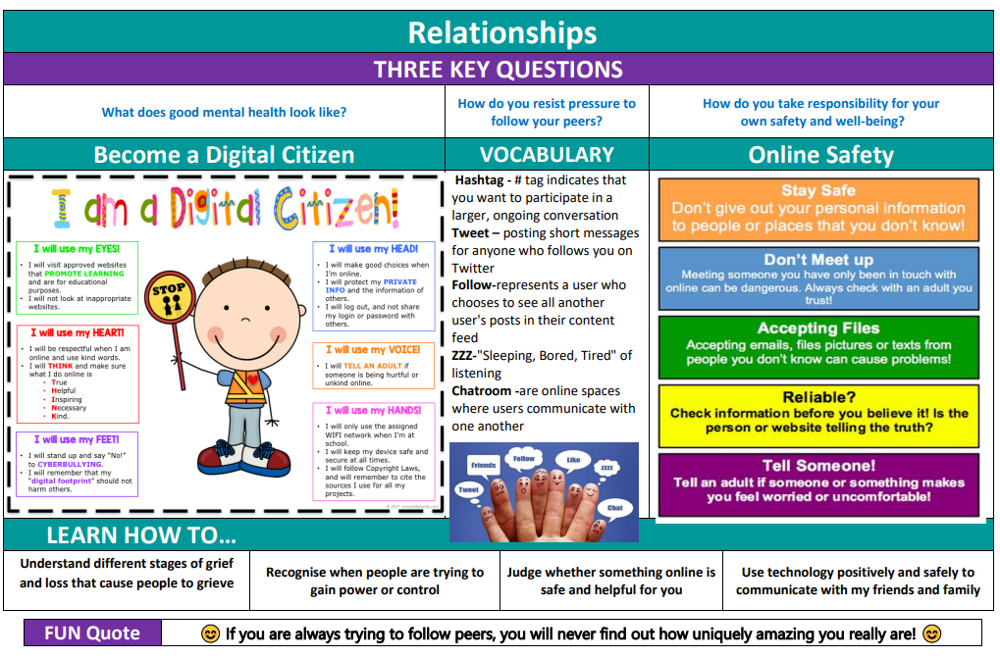 Relationships
THREE KEY QUESTIONS
What does good mental health look like?
How do you resist pressure to
follow your peers?
How do you take responsibility for your
own safety and well-being?
Become a Digital Citizen
VOCABULARY
Online Safety
I am a Digital Citizen!
I will use my EYES!
• I will visit approved websites
that PROMOTE LEARNING
and are for educational
purposes.
• I will not look at inappropriate
websites.
I will use my HEART!
• I will be respectful when I am
online and use kind words.
• I will THINK and make sure
what I do online is
• True
• Helpful
• Inspiring
• Necessary
• Kind.
I will use my FEET!
• I will stand up and say "No!"
to CYBERBULLYING.
• I will remember that my
"digital footprint" should not
harm others.
STOP
I will use my HEAD!
• I will make good choices when
I'm online.
• I will protect my PRIVATE
INFO and the information of
others.
• I will log out, and not share
my login or password with
others.
I will use my VOICE!
• I will TELL AN ADULT if
someone is being hurtful or
unkind online.
I will use my HANDS!
• I will only use the assigned
WIFI network when I'm at
school.
• I will keep my device safe and
secure at all times.
• I will follow Copyright Laws,
and will remember to cite the
sources I use for all my
projects.
Hashtag - # tag indicates that
you want to participate in a
larger, ongoing conversation
Tweet – posting short messages
for anyone who follows you on
Twitter
Follow-represents a user who
chooses to see all another
user's posts in their content
feed
ZZZ-"Sleeping, Bored, Tired" of
listening
Chatroom -are online spaces
where users communicate with
one another
Friends
Follow
Like
zzzz
Tweet
Chat
Stay Safe
Don't give out your personal information
to people or places that you don't know!
Don't Meet up
Meeting someone you have only been in touch with
online can be dangerous. Always check with an adult you
trust!
Accepting Files
Accepting emails, files pictures or texts from
people you don't know can cause problems!
Reliable?
Check information before you believe it! Is the
person or website telling the truth?
Tell Someone!
Tell an adult if someone or something makes
you feel worried or uncomfortable!
LEARN HOW TO…
Understand different stages of grief
and loss that cause people to grieve
Recognise when people are trying to
gain power or control
Judge whether something online is
safe and helpful for you
Use technology positively and safely to
communicate with my friends and family
FUN Quote
😊 If you are always trying to follow peers, you will never find out how uniquely amazing you really are! 😊